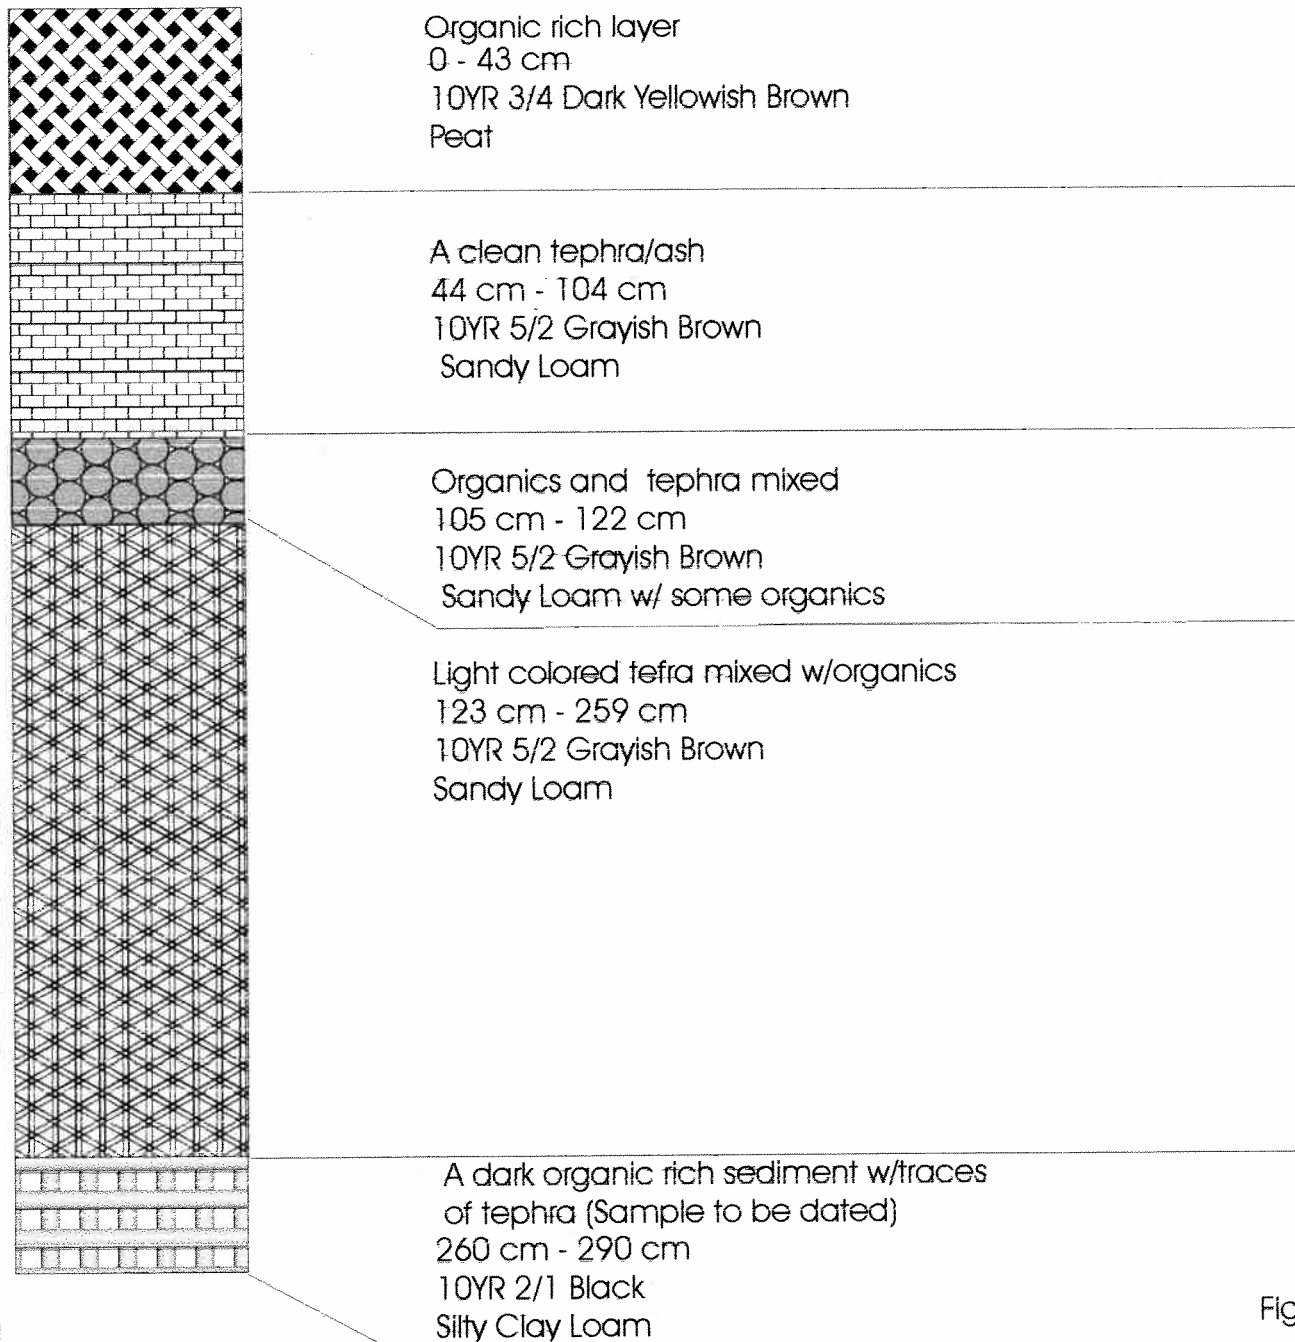 Organic rich layer
0 - 43 cm
10YR 3/4 Dark Yellowish Brown
Peat
A clean tephra/ash
44 cm - 104 cm
10YR 5/2 Grayish Brown
Sandy Loam
Organics and tephra mixed
105 cm - 122 cm
10YR 5/2 Grayish Brown
Sandy Loam w/ some organics
Light colored tefra mixed w/organics
123 cm - 259 cm
10YR 5/2 Grayish Brown
Sandy Loam
A dark organic rich sediment w/traces
of tephra (Sample to be dated)
260 cm - 290 cm
10YR 2/1 Black
Silty Clay Loam
Fig